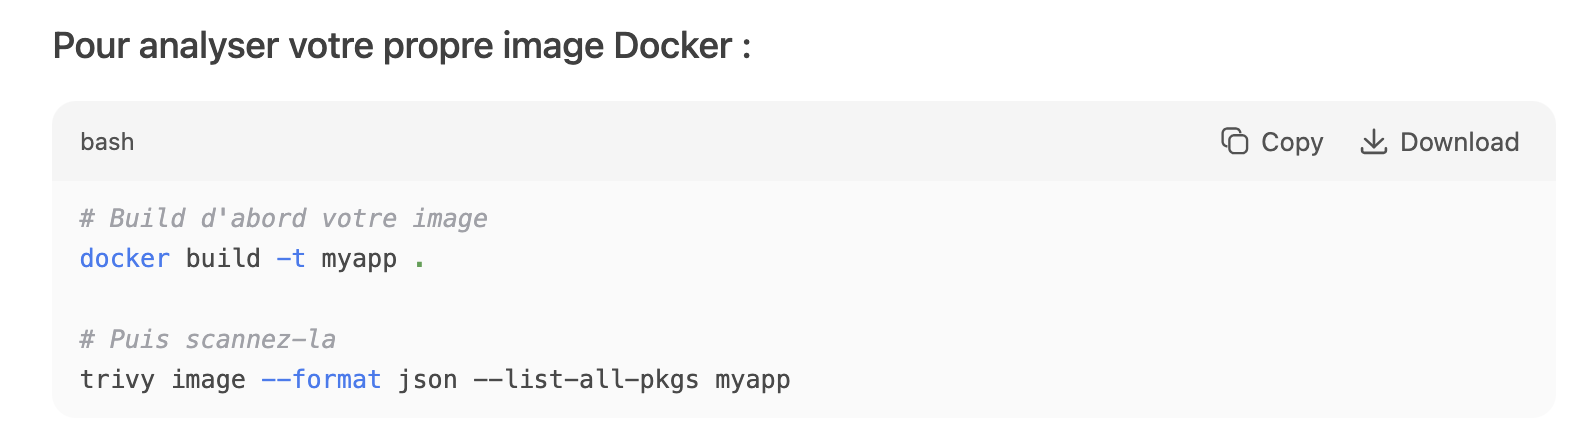 Pour analyser votre propre image Docker :
bash
Copy
Download
# Build d'abord votre image
docker build -t myapp .
# Puis scannez-la
trivy image --format json --list-all-pkgs myapp